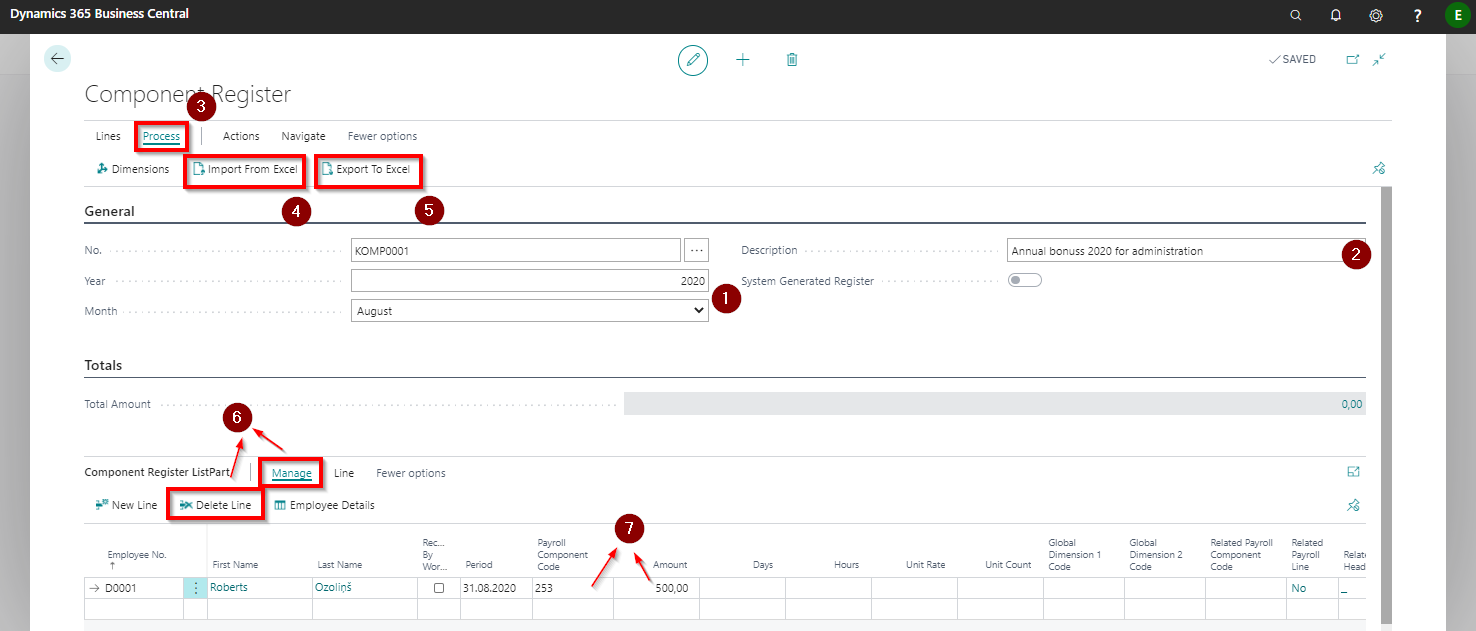 Dynamics 365 Business Central
? E
SAVED
Component Register
3
Lines Process Actions Navigate Fewer options
Dimensions Import From Excel Export To Excel
4 5
General
No. KOMP0001 ... Description Annual bonuss 2020 for administration 2
Year 2020 System Generated Register
1
Month August
Totals
Total Amount 0,00
6
Component Register ListPart Manage Line Fewer options
New Line Delete Line Employee Details
7
Employee No. ↑ First Name Last Name Rec... By Wor... Period Payroll Component Code Amount Days Hours Unit Rate Unit Count Global Dimension 1 Code Global Dimension 2 Code Related Payroll Component Code Related Payroll Line Relate Head
→ D0001 Roberts Ozoliņš 31.08.2020 253 500,00 No _